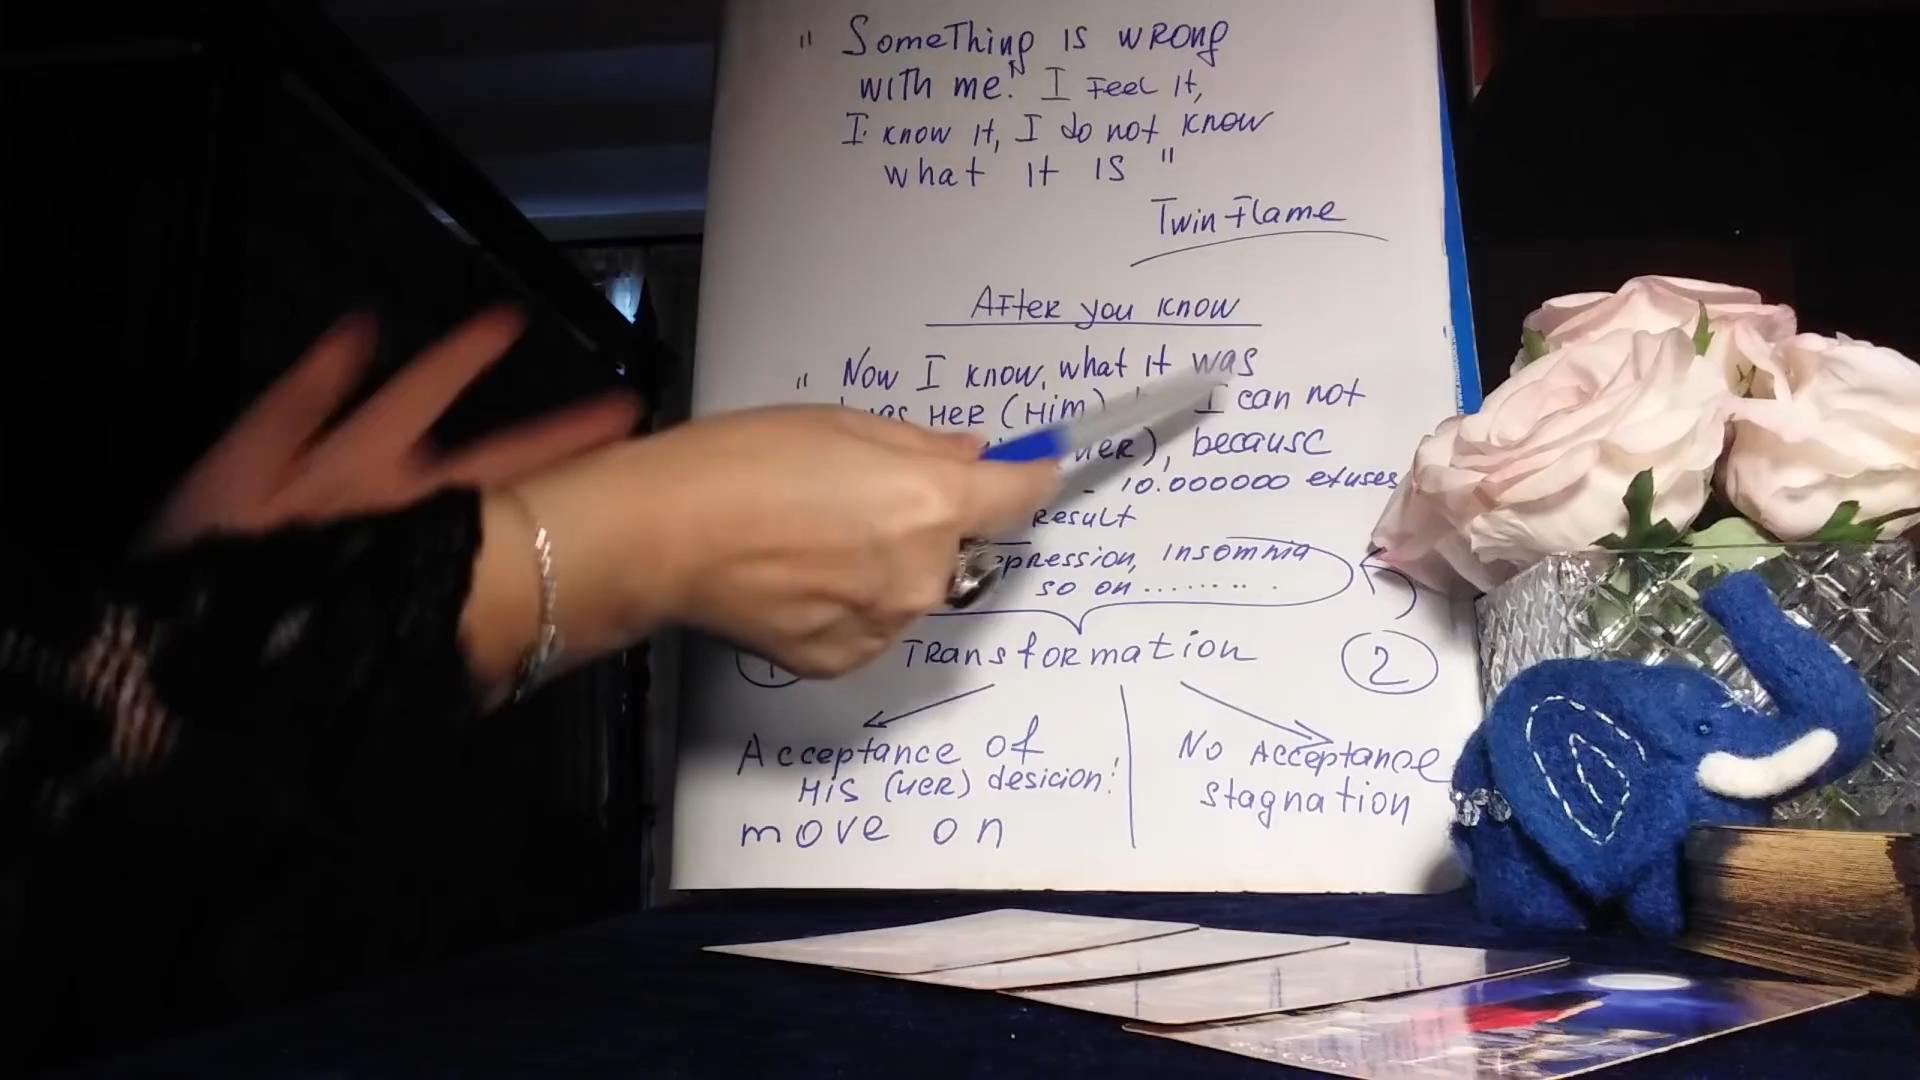 " Something is wrong
with me." I feel it,
I know it, I do not know
what it is "
Twin Flame
After you know
" Now I know, what it was
HER (Him) I can not
HER), because
- 10.000000 exuses
Result
Insomnia
so on ..........
Transformation
2
Acceptance of
His (HER) desicion!
move on
No Acceptance
stagnation